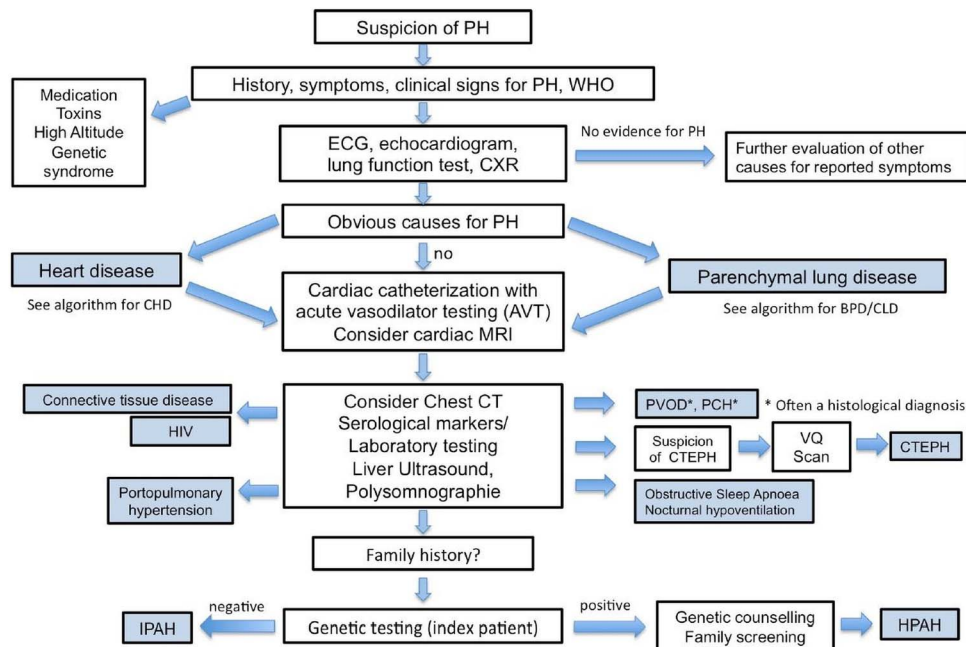 Suspicion of PH
History, symptoms, clinical signs for PH, WHO
Medication
Toxins
High Altitude
Genetic
syndrome
ECG, echocardiogram,
lung function test, CXR
No evidence for PH
Further evaluation of other
causes for reported symptoms
Obvious causes for PH
no
Heart disease
See algorithm for CHD
Parenchymal lung disease
See algorithm for BPD/CLD
Cardiac catheterization with
acute vasodilator testing (AVT)
Consider cardiac MRI
Connective tissue disease
HIV
Portopulmonary
hypertension
Consider Chest CT
Serological markers/
Laboratory testing
Liver Ultrasound,
Polysomnographie
PVOD*, PCH*
* Often a histological diagnosis
Suspicion
of CTEPH
VQ
Scan
CTEPH
Obstructive Sleep Apnoea
Nocturnal hypoventilation
Family history?
IPAH
negative
Genetic testing (index patient)
positive
Genetic counselling
Family screening
HPAH